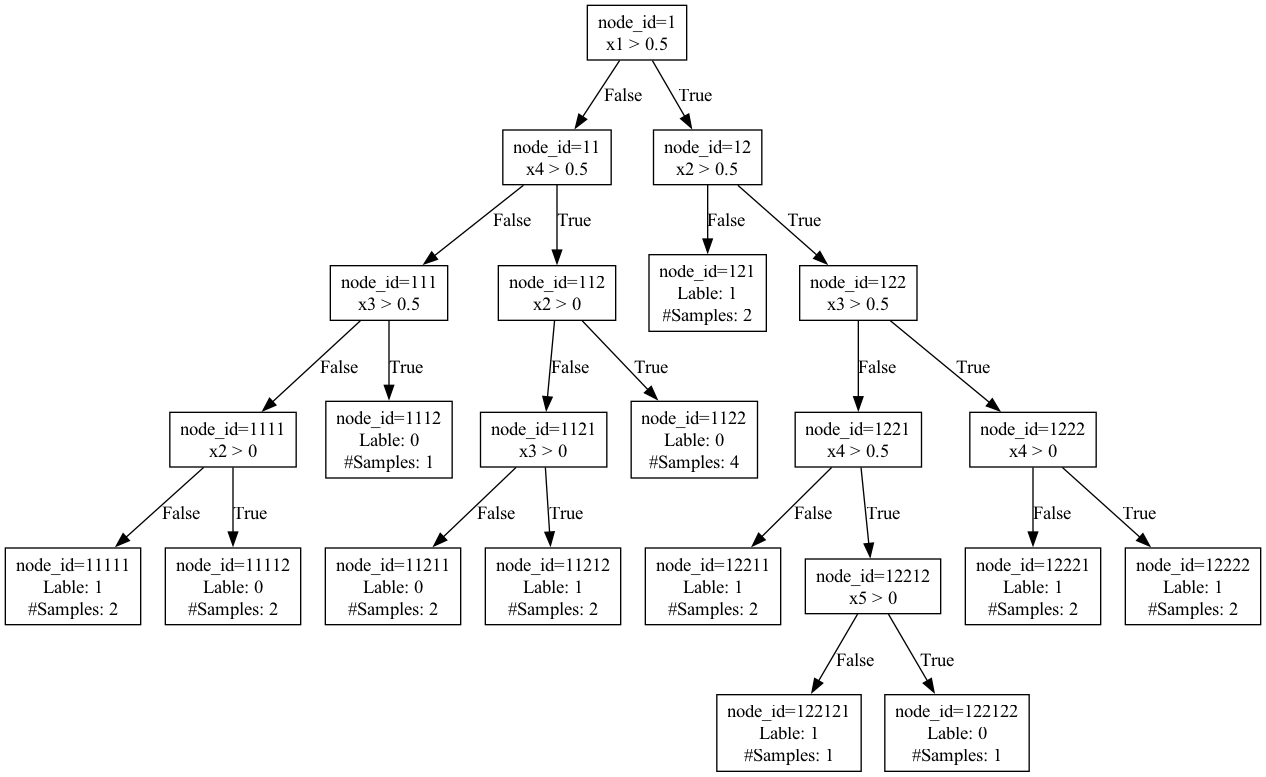 node_id=1
x1 > 0.5
False
True
node_id=11
x4 > 0.5
node_id=12
x2 > 0.5
False
True
False
True
node_id=111
x3 > 0.5
node_id=112
x2 > 0
node_id=121
Lable: 1
#Samples: 2
node_id=122
x3 > 0.5
False
True
False
True
False
True
node_id=1111
x2 > 0
node_id=1112
Lable: 0
#Samples: 1
node_id=1121
x3 > 0
node_id=1122
Lable: 0
#Samples: 4
node_id=1221
x4 > 0.5
node_id=1222
x4 > 0
False
True
False
True
False
True
False
True
node_id=11111
Lable: 1
#Samples: 2
node_id=11112
Lable: 0
#Samples: 2
node_id=11211
Lable: 0
#Samples: 2
node_id=11212
Lable: 1
#Samples: 2
node_id=12211
Lable: 1
#Samples: 2
node_id=12212
x5 > 0
node_id=12221
Lable: 1
#Samples: 2
node_id=12222
Lable: 1
#Samples: 2
False
True
node_id=122121
Lable: 1
#Samples: 1
node_id=122122
Lable: 0
#Samples: 1